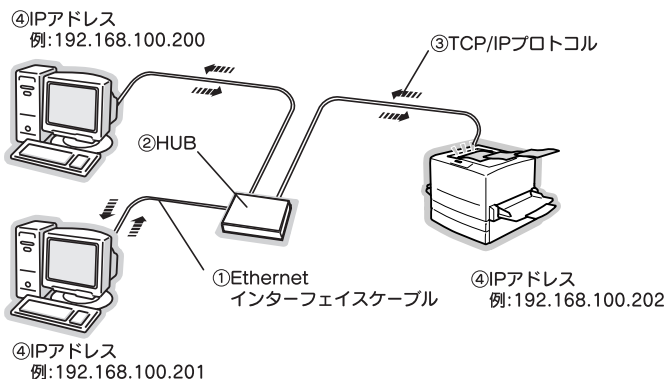 ④IPアドレス
例:192.168.100.200
③TCP/IPプロトコル
②HUB
①Ethernet
インターフェイスケーブル
④IPアドレス
例:192.168.100.202
④IPアドレス
例:192.168.100.201